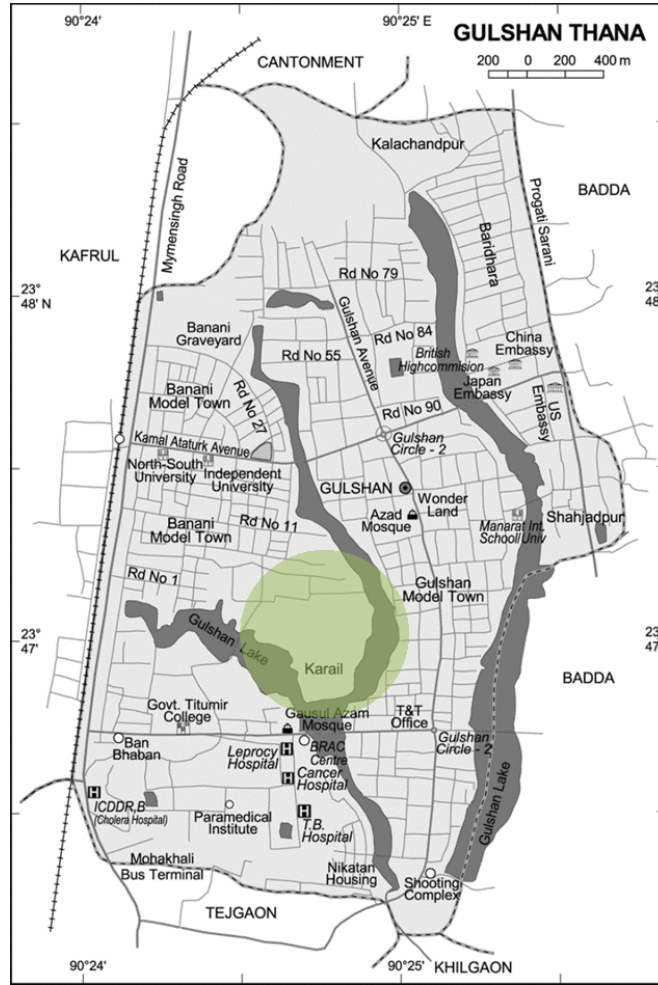 90°24'
90°25' E
GULSHAN THANA
200 0 200 400 m
CANTONMENT
Kalachandpur
BADDA
Mymensingh Road
Progati Sarani
Baridhara
KAFRUL
Rd No 79
23°
48' N
23
48
Gulshan Avenue
Banani
Graveyard
Rd No 84
Rd No 55
British
Highcommision
China
Embassy
Japan
Embassy
US
Embassy
Banani
Model Town
Rd No 27
Rd No 90
Kamal Ataturk Avenue
Gulshan
Circle - 2
North-South
University
Independent
University
GULSHAN
Wonder
Land
Azad
Mosque
Banani
Model Town
Rd No 11
Manarat Int.
Schooll Univ
Shahjadpur
Rd No 1
Gulshan
Model Town
Gulshan Lake
23°
47'
23
47
Karail
BADDA
Govt. Titumir
College
Gausul Azam
Mosque
T&T
Office
Ban
Bhaban
Leprocy
Hospital
BRAC
Centre
Gulshan
Circle - 2
Cancer
Hospital
ICDDR,B
(Cholera Hospital)
Paramedical
Institute
T.B.
Hospital
Gulshan Lake
Mohakhali
Bus Terminal
Nikatan
Housing
Shooting
Complex
TEJGAON
KHILGAON
90°24'
90°25'